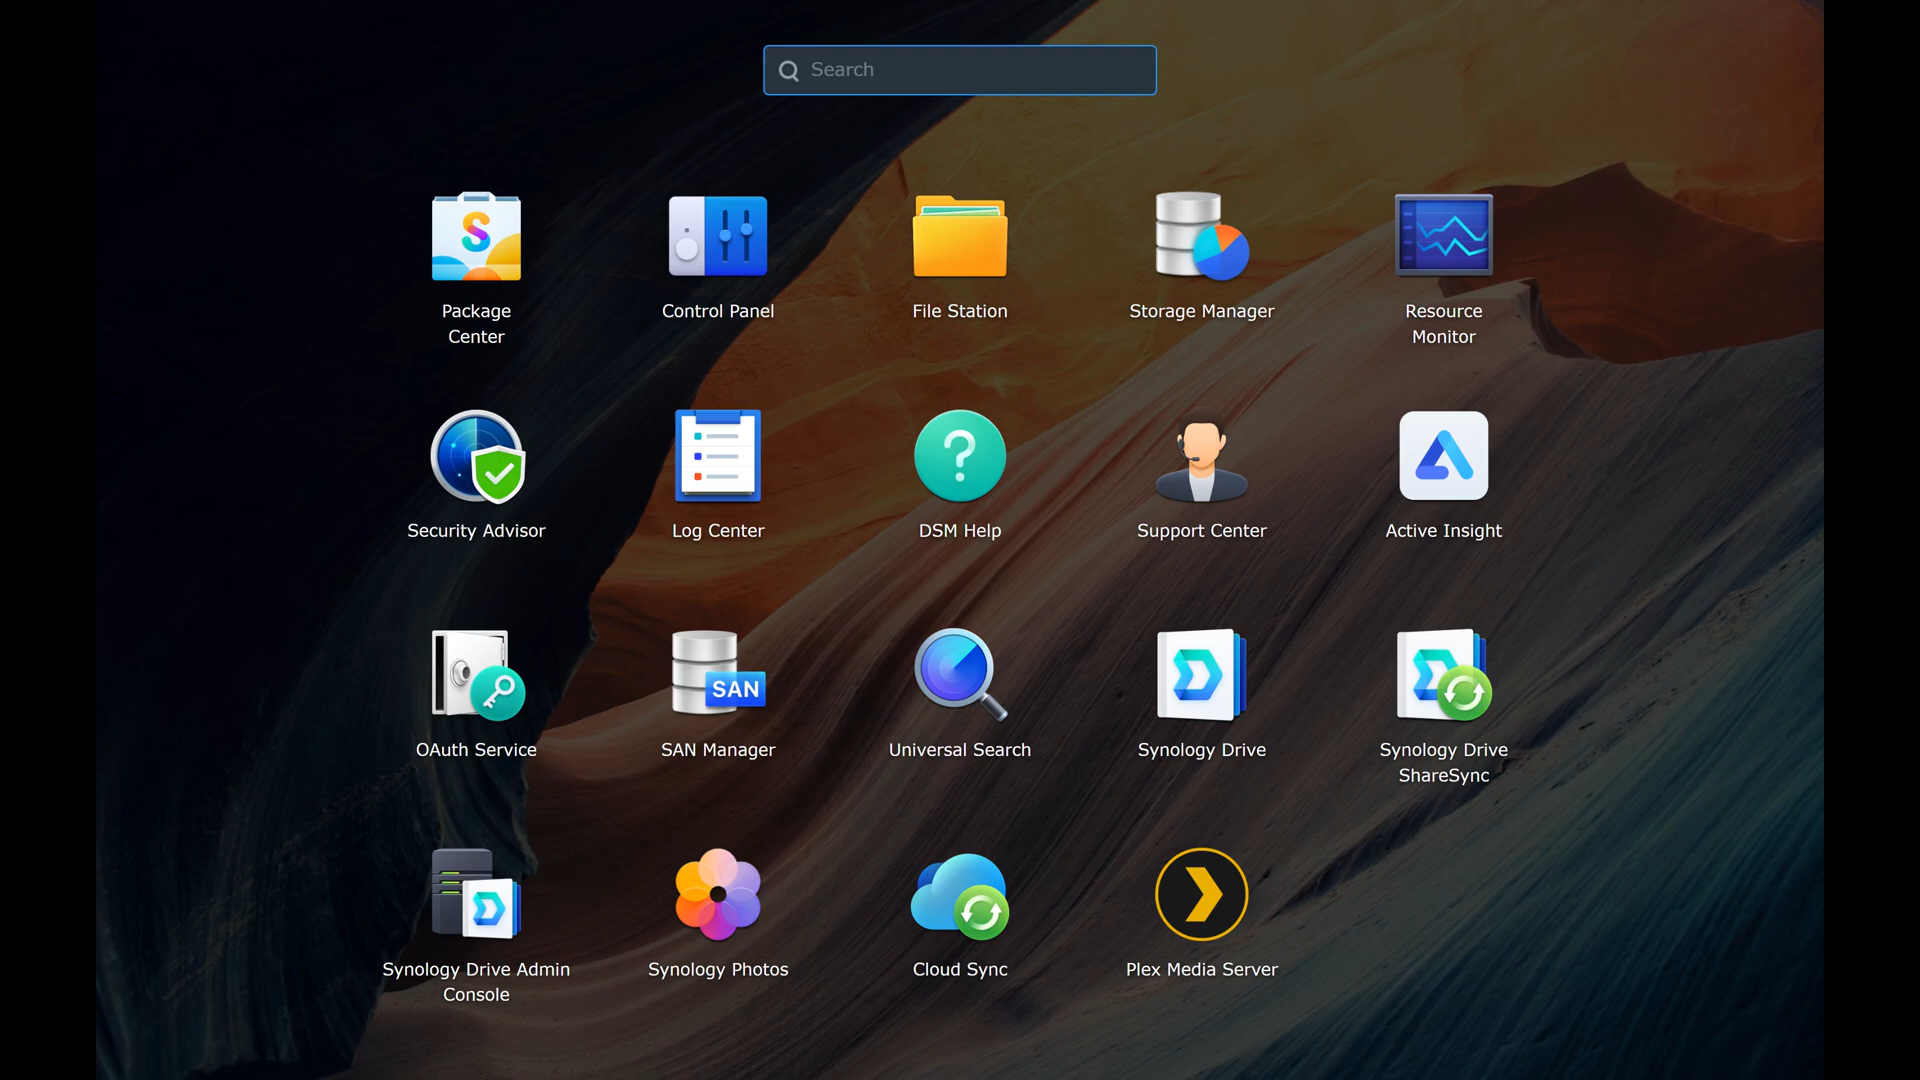 Search
Package
Center
Control Panel
File Station
Storage Manager
Resource
Monitor
Security Advisor
Log Center
DSM Help
Support Center
Active Insight
SAN
OAuth Service
SAN Manager
Universal Search
Synology Drive
Synology Drive
ShareSync
Synology Drive Admin
Console
Synology Photos
Cloud Sync
Plex Media Server